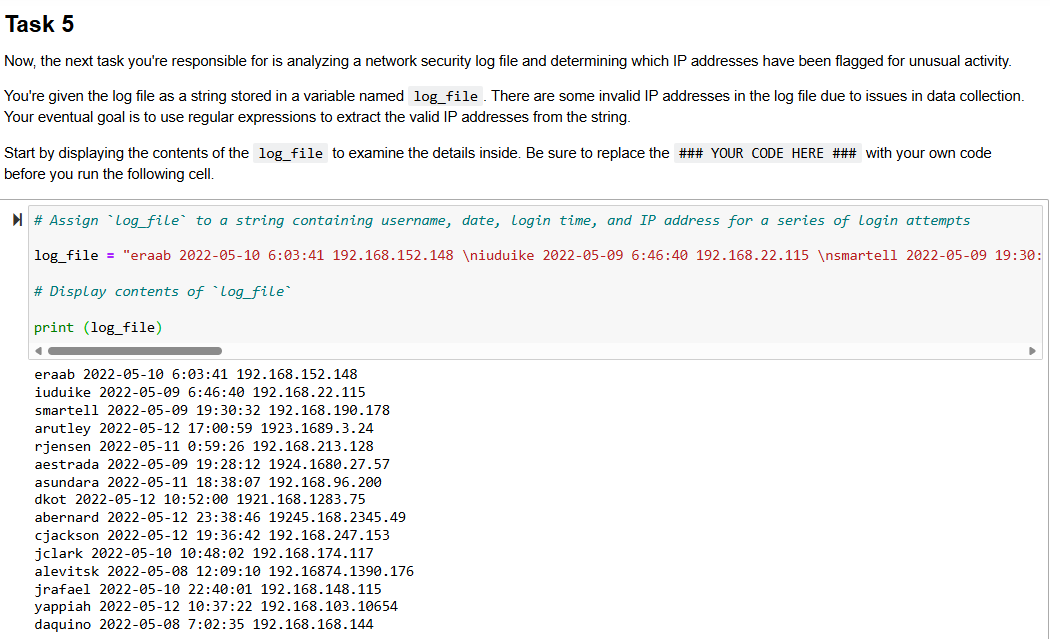 Task 5
Now, the next task you're responsible for is analyzing a network security log file and determining which IP addresses have been flagged for unusual activity.
You're given the log file as a string stored in a variable named log_file . There are some invalid IP addresses in the log file due to issues in data collection.
Your eventual goal is to use regular expressions to extract the valid IP addresses from the string.
Start by displaying the contents of the log_file to examine the details inside. Be sure to replace the ### YOUR CODE HERE ### with your own code
before you run the following cell.
# Assign `log_file` to a string containing username, date, login time, and IP address for a series of login attempts
log_file = "eraab 2022-05-10 6:03:41 192.168.152.148 \niuduike 2022-05-09 6:46:40 192.168.22.115 \nsmartell 2022-05-09 19:30:
# Display contents of `log_file`
print (log_file)
eraab 2022-05-10 6:03:41 192.168.152.148
iuduike 2022-05-09 6:46:40 192.168.22.115
smartell 2022-05-09 19:30:32 192.168.190.178
arutley 2022-05-12 17:00:59 1923.1689.3.24
rjensen 2022-05-11 0:59:26 192.168.213.128
aestrada 2022-05-09 19:28:12 1924.1680.27.57
asundara 2022-05-11 18:38:07 192.168.96.200
dkot 2022-05-12 10:52:00 1921.168.1283.75
abernard 2022-05-12 23:38:46 19245.168.2345.49
cjackson 2022-05-12 19:36:42 192.168.247.153
jclark 2022-05-10 10:48:02 192.168.174.117
alevitsk 2022-05-08 12:09:10 192.16874.1390.176
jrafael 2022-05-10 22:40:01 192.168.148.115
yappiah 2022-05-12 10:37:22 192.168.103.10654
daquino 2022-05-08 7:02:35 192.168.168.144